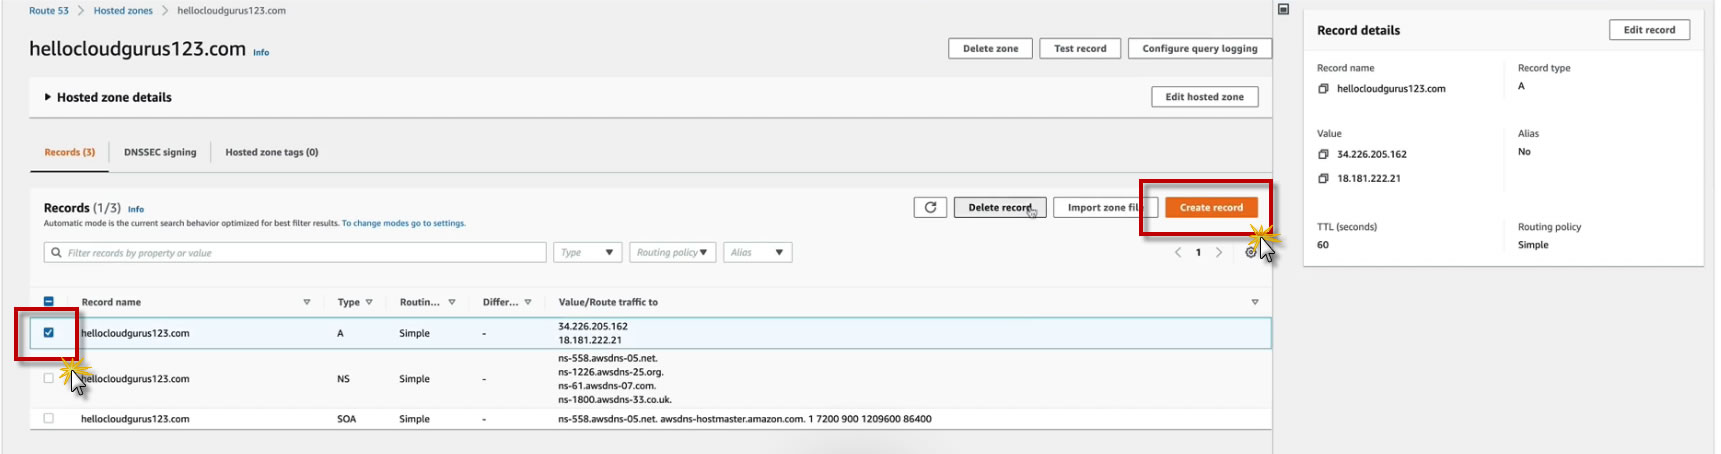 Route 53 > Hosted zones > hellocloudgurus123.com
hellocloudgurus123.com Info
Delete zone Test record Configure query logging
Hosted zone details Edit hosted zone
Records (3) DNSSEC signing Hosted zone tags (0)
Records (1/3) Info
Automatic mode is the current search behavior optimized for best filter results. To change modes go to settings.
Delete record Import zone file Create record
Filter records by property or value Type Routing policy Alias 1
Record name Type Routin... Differ... Value/Route traffic to
hellocloudgurus123.com A Simple - 34.226.205.162
18.181.222.21
hellocloudgurus123.com NS Simple - ns-558.awsdns-05.net.
ns-1226.awsdns-25.org.
ns-61.awsdns-07.com.
ns-1800.awsdns-33.co.uk.
hellocloudgurus123.com SOA Simple - ns-558.awsdns-05.net. awsdns-hostmaster.amazon.com. 1 7200 900 1209600 86400
Record details Edit record
Record name Record type
hellocloudgurus123.com A
Value Alias
34.226.205.162 No
18.181.222.21
TTL (seconds) Routing policy
60 Simple